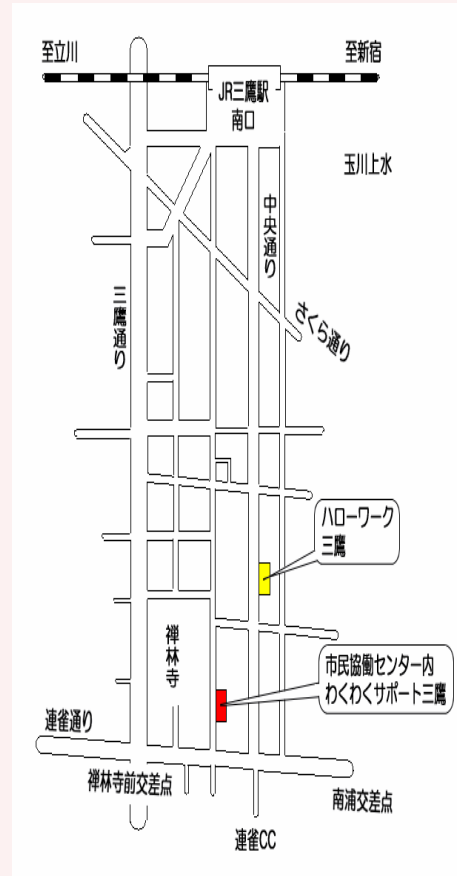 至立川
至新宿
JR三鷹駅
南口
玉川上水
中央通り
三鷹通り
さくら通り
ハローワーク
三鷹
禅林寺
市民協働センター内
わくわくサポート三鷹
連雀通り
禅林寺前交差点
南浦交差点
連雀CC